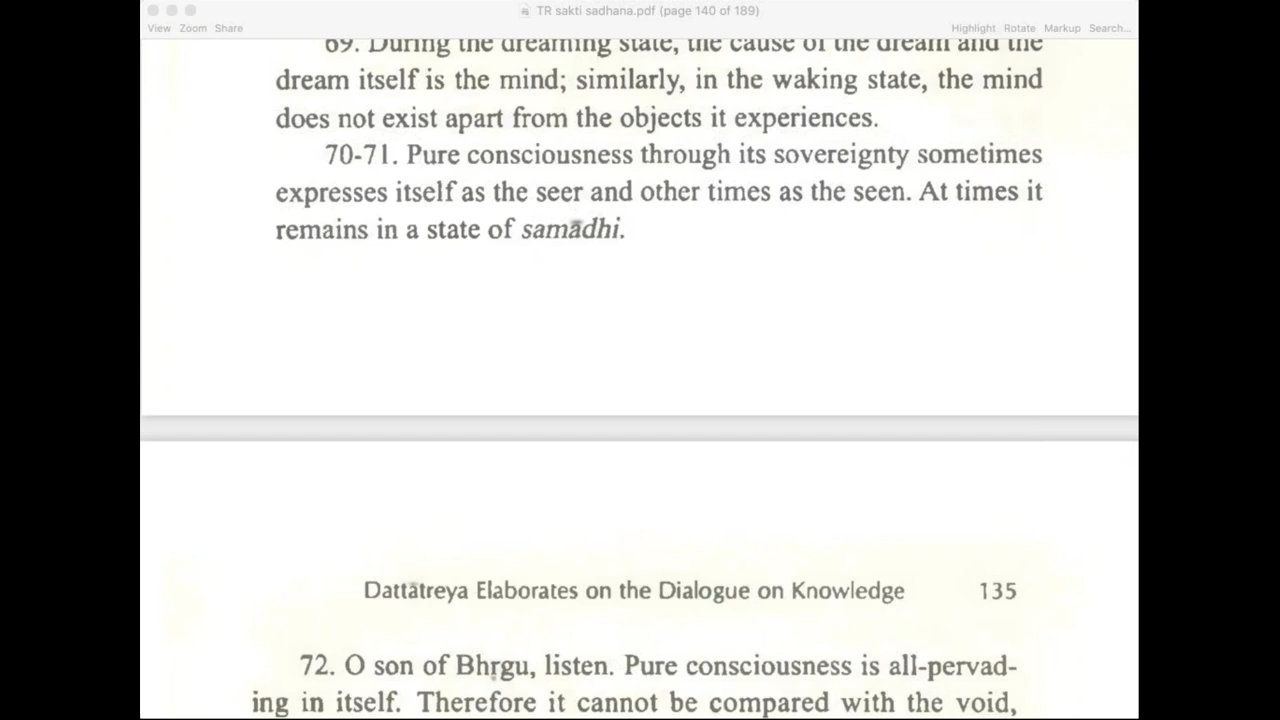 TR sakti sadhana.pdf (page 140 of 189)
View Zoom Share Highlight Rotate Markup Search...
69. During the dreaming state, the cause of the dream and the
dream itself is the mind; similarly, in the waking state, the mind
does not exist apart from the objects it experiences.
70-71. Pure consciousness through its sovereignty sometimes
expresses itself as the seer and other times as the seen. At times it
remains in a state of samādhi.
Dattātreya Elaborates on the Dialogue on Knowledge 135
72. O son of Bhṛgu, listen. Pure consciousness is all-pervad-
ing in itself. Therefore it cannot be compared with the void,